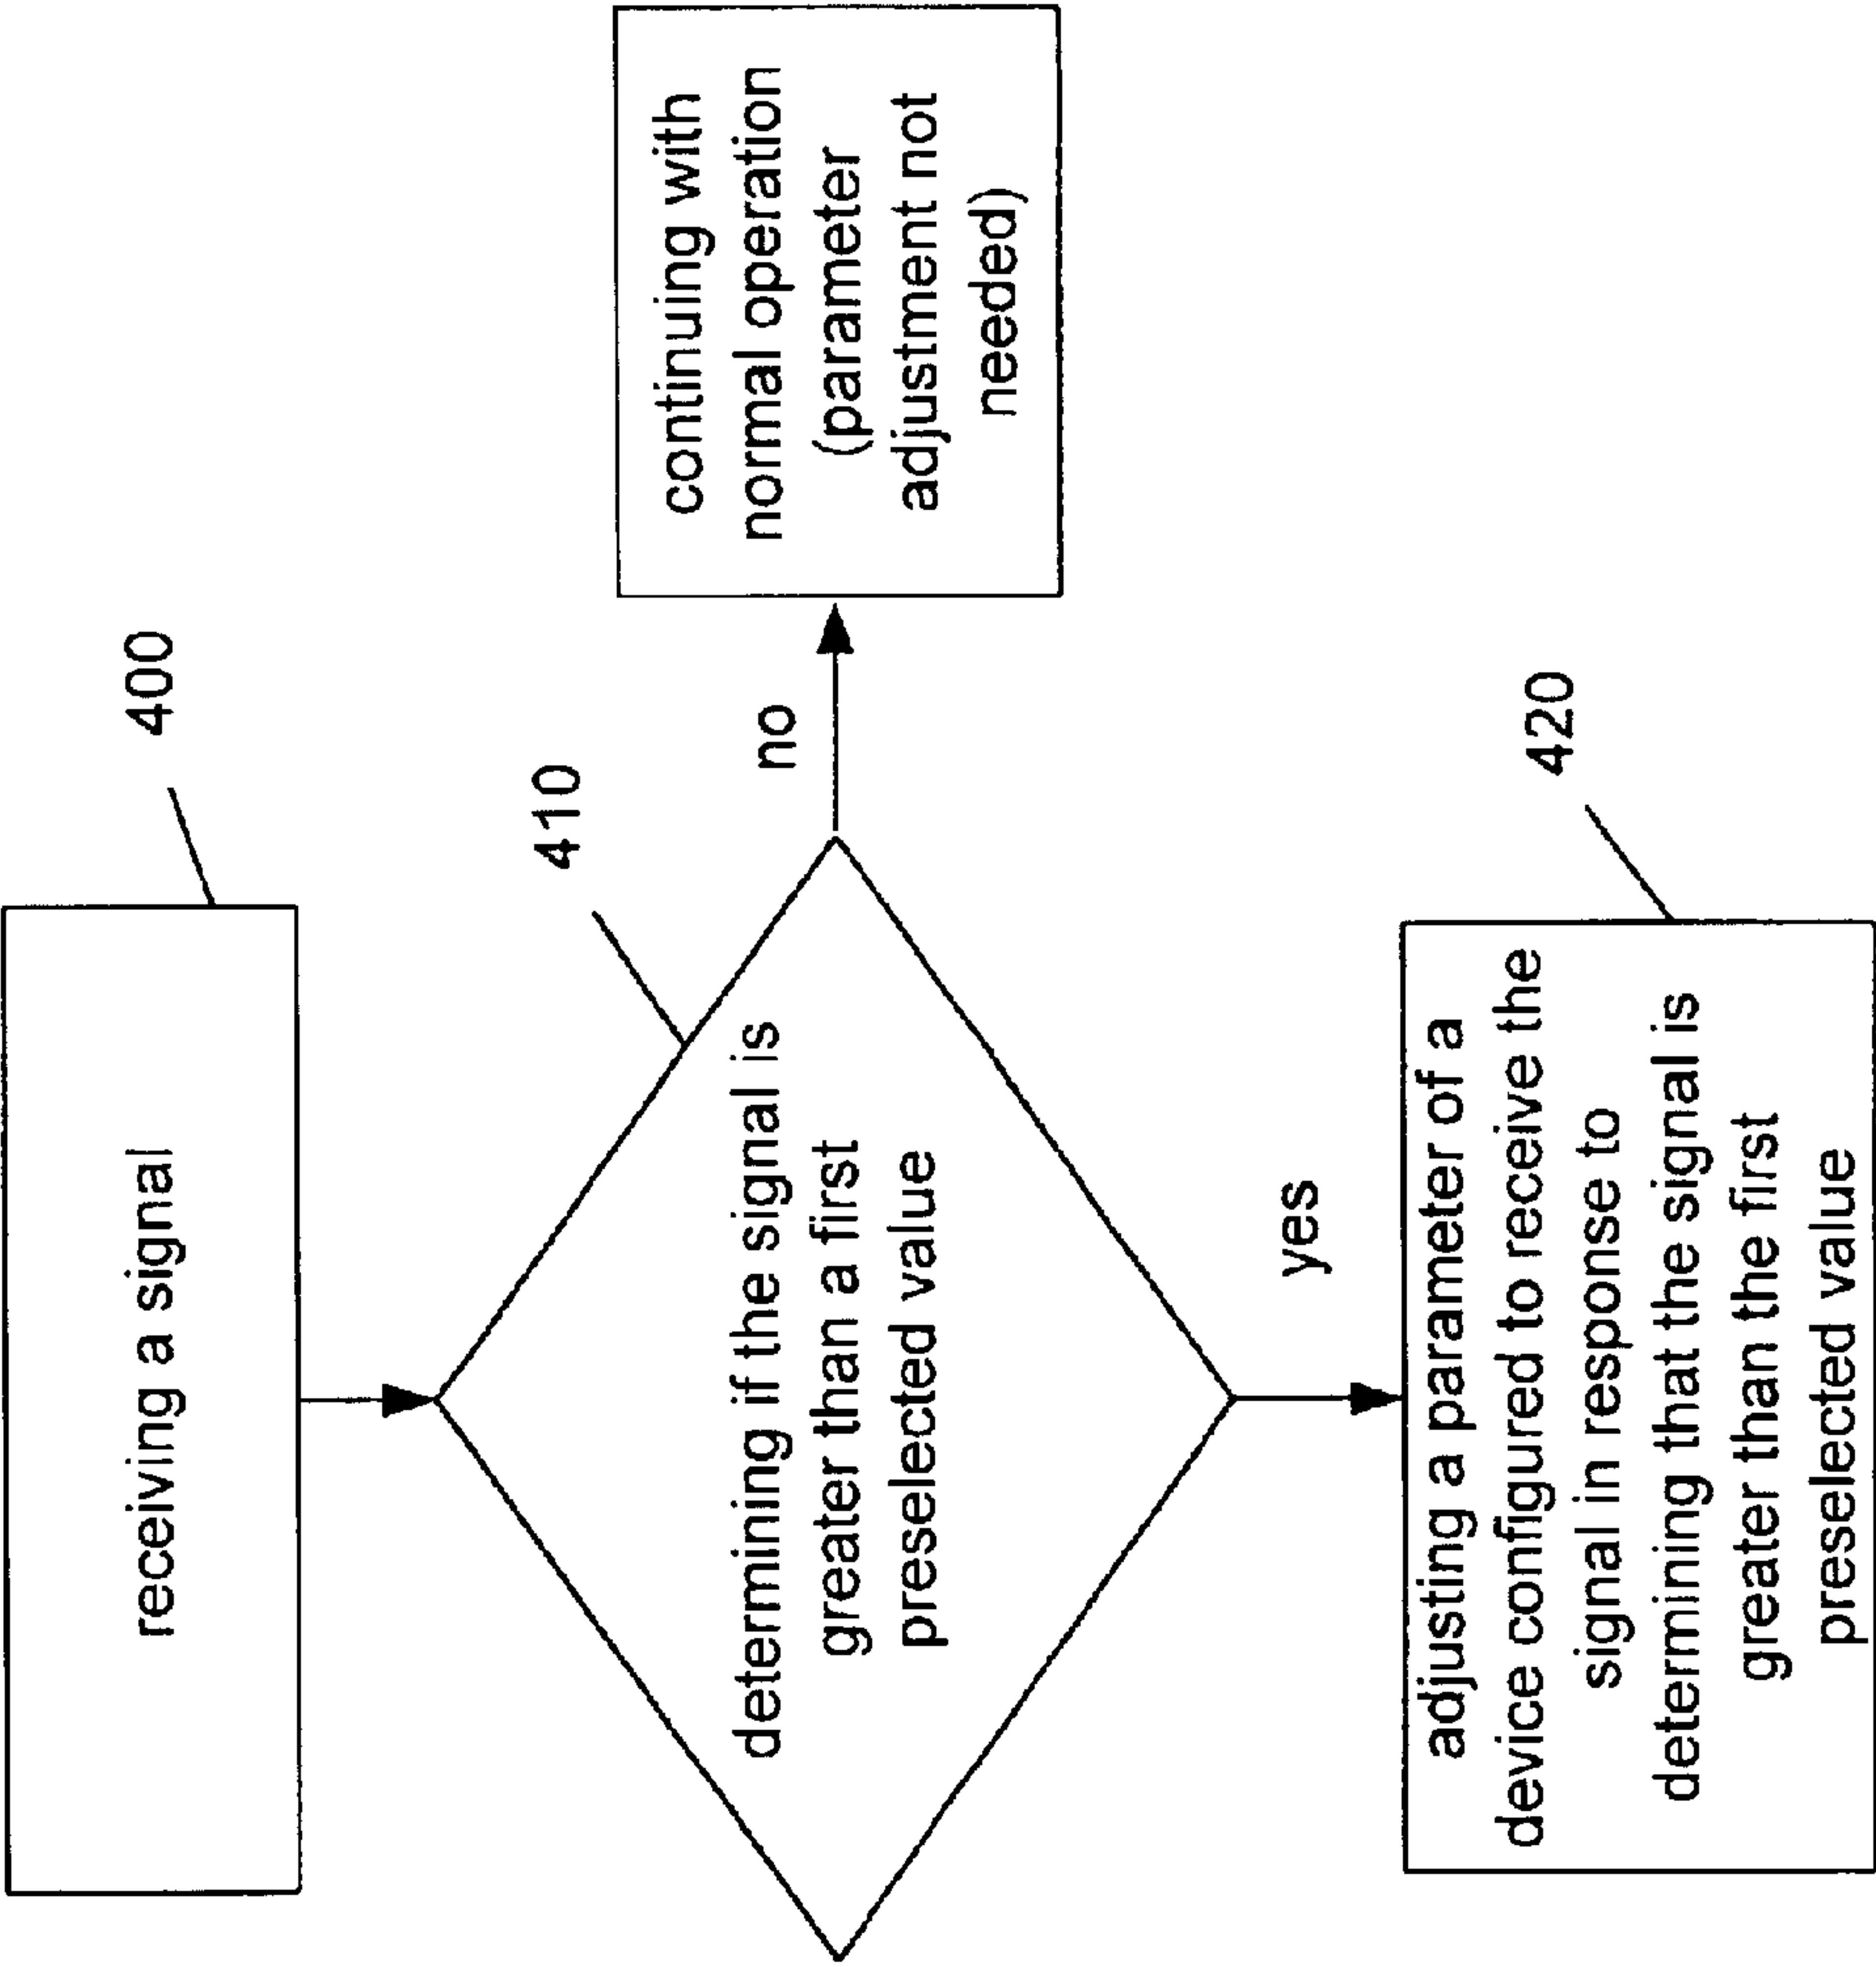 receiving a signal
400
determining if the signal is
greater than a first
preselected value
410
no
continuing with
normal operation
(parameter
adjustment not
needed)
yes
adjusting a parameter of a
device configured to receive the
signal in response to
determining that the signal is
greater than the first
preselected value
420